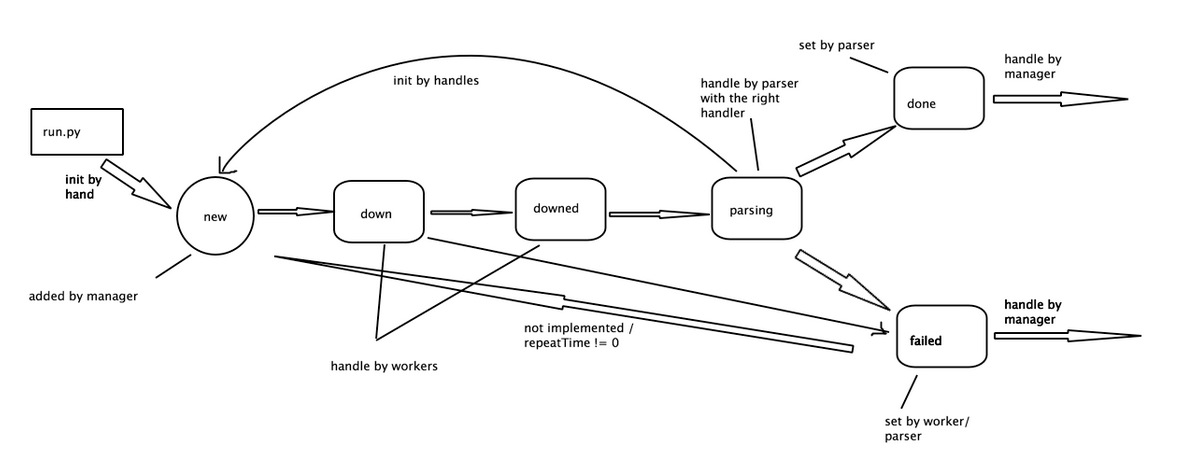 set by parser
handle by
manager
init by handles
handle by parser
with the right
handler
done
run.py
init by
hand
new
down
downed
parsing
added by manager
not implemented /
repeatTime != 0
handle by workers
handle by
manager
failed
set by worker/
parser